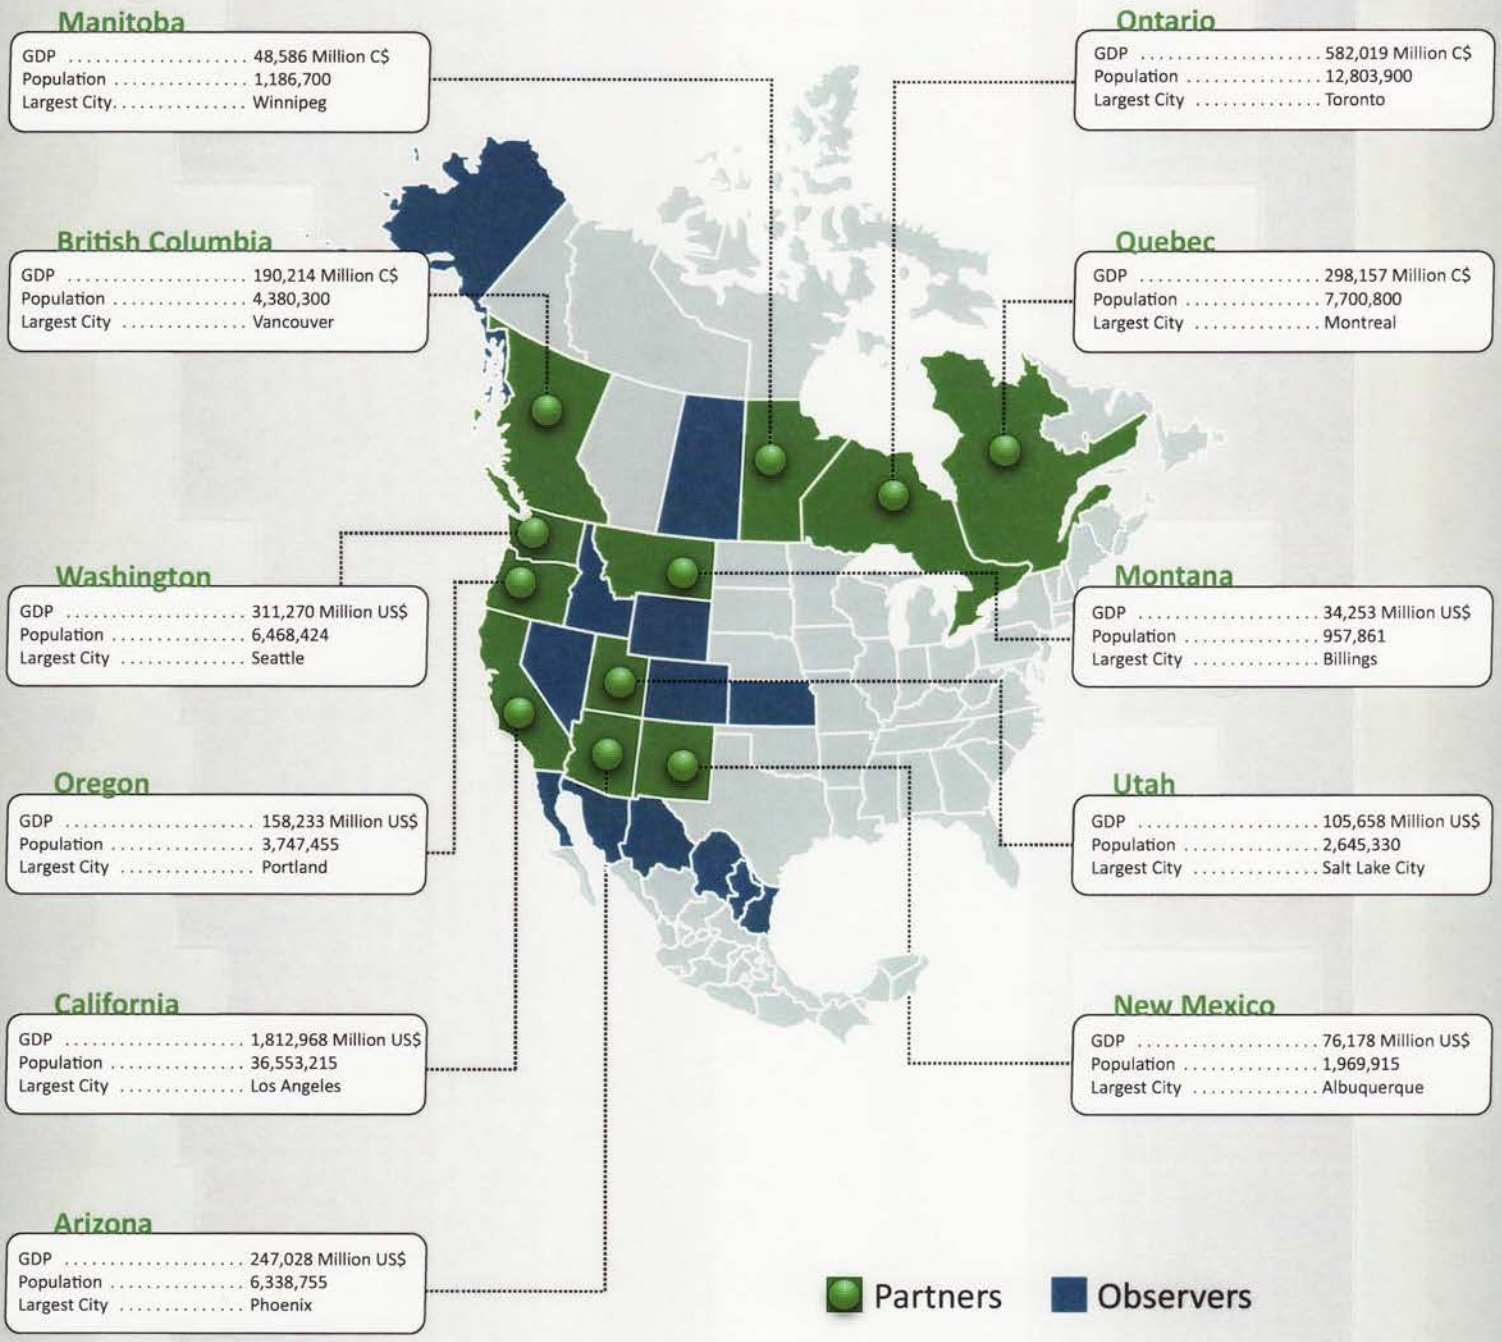 Manitoba
GDP .................... 48,586 Million C$
Population ............... 1,186,700
Largest City............... Winnipeg
British Columbia
GDP .................... 190,214 Million C$
Population ............... 4,380,300
Largest City .............. Vancouver
Washington
GDP .................... 311,270 Million US$
Population ............... 6,468,424
Largest City .............. Seattle
Oregon
GDP ..................... 158,233 Million US$
Population ................ 3,747,455
Largest City ............... Portland
California
GDP .................... 1,812,968 Million US$
Population ............... 36,553,215
Largest City .............. Los Angeles
Arizona
GDP .................... 247,028 Million US$
Population ............... 6,338,755
Largest City .............. Phoenix
Ontario
GDP .................... 582,019 Million C$
Population ............... 12,803,900
Largest City .............. Toronto
Quebec
GDP .................... 298,157 Million C$
Population ............... 7,700,800
Largest City .............. Montreal
Montana
GDP .................... 34,253 Million US$
Population ............... 957,861
Largest City .............. Billings
Utah
GDP .................... 105,658 Million US$
Population ............... 2,645,330
Largest City .............. Salt Lake City
New Mexico
GDP .................... 76,178 Million US$
Population ............... 1,969,915
Largest City .............. Albuquerque
Partners
Observers